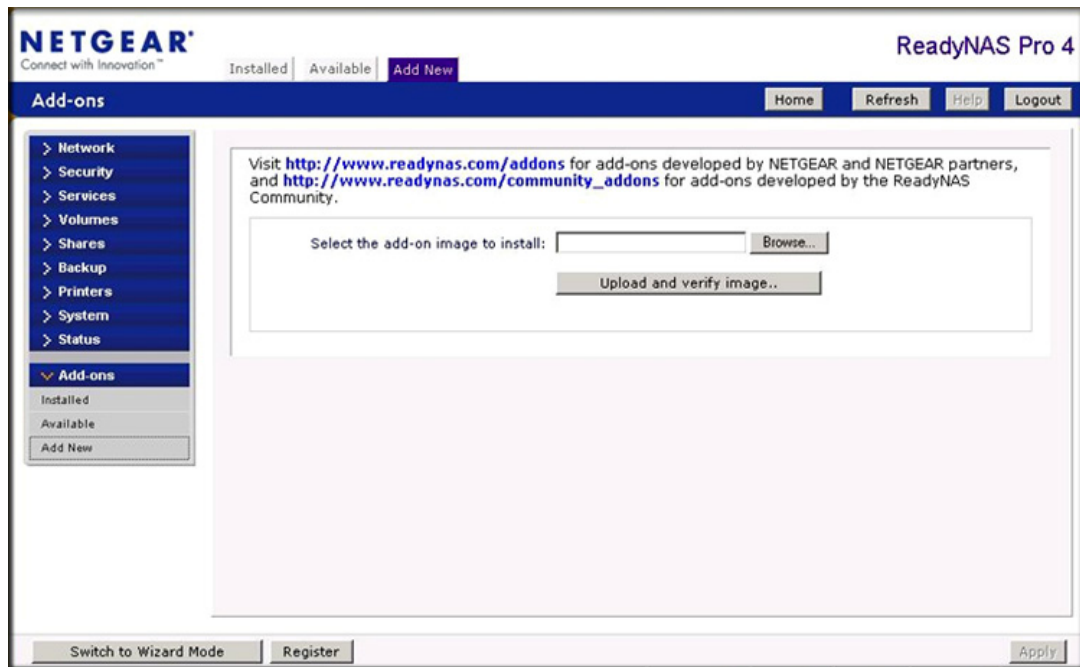 NETGEAR®
Connect with Innovation™
ReadyNAS Pro 4
Installed
Available
Add New
Add-ons
Home
Refresh
Help
Logout
Network
Security
Services
Volumes
Shares
Backup
Printers
System
Status
Add-ons
Installed
Available
Add New
Visit http://www.readynas.com/addons for add-ons developed by NETGEAR and NETGEAR partners,
and http://www.readynas.com/community_addons for add-ons developed by the ReadyNAS
Community.
Select the add-on image to install:
Browse...
Upload and verify image..
Switch to Wizard Mode
Register
Apply